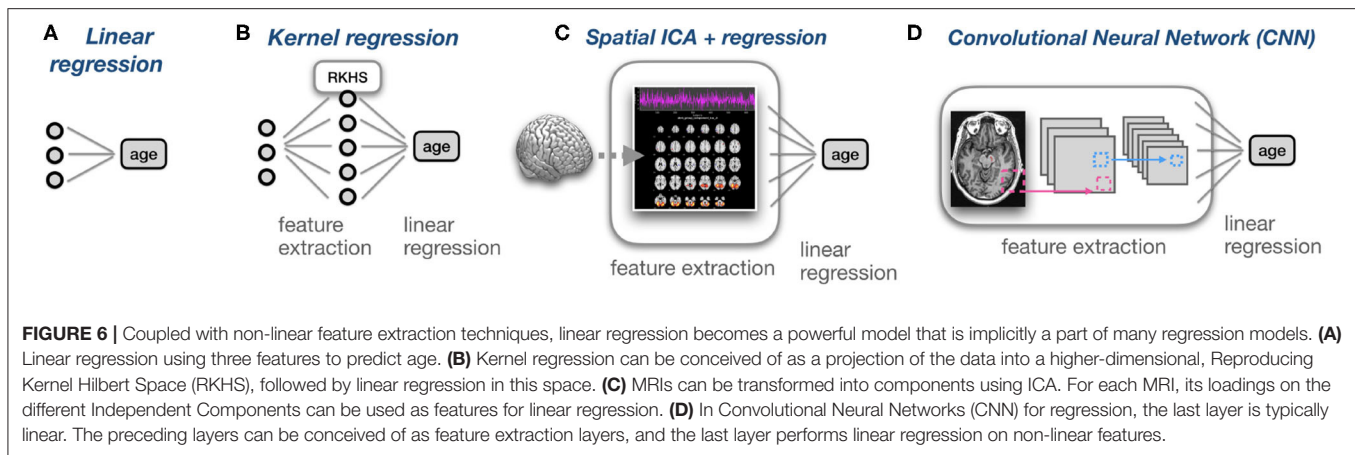 A Linear
regression
B Kernel regression
C Spatial ICA + regression
D Convolutional Neural Network (CNN)
RKHS
age
age
age
age
feature
extraction
linear
regression
feature extraction
linear
regression
feature extraction
linear
regression
FIGURE 6 | Coupled with non-linear feature extraction techniques, linear regression becomes a powerful model that is implicitly a part of many regression models. (A)
Linear regression using three features to predict age. (B) Kernel regression can be conceived of as a projection of the data into a higher-dimensional, Reproducing
Kernel Hilbert Space (RKHS), followed by linear regression in this space. (C) MRIs can be transformed into components using ICA. For each MRI, its loadings on the
different Independent Components can be used as features for linear regression. (D) In Convolutional Neural Networks (CNN) for regression, the last layer is typically
linear. The preceding layers can be conceived of as feature extraction layers, and the last layer performs linear regression on non-linear features.